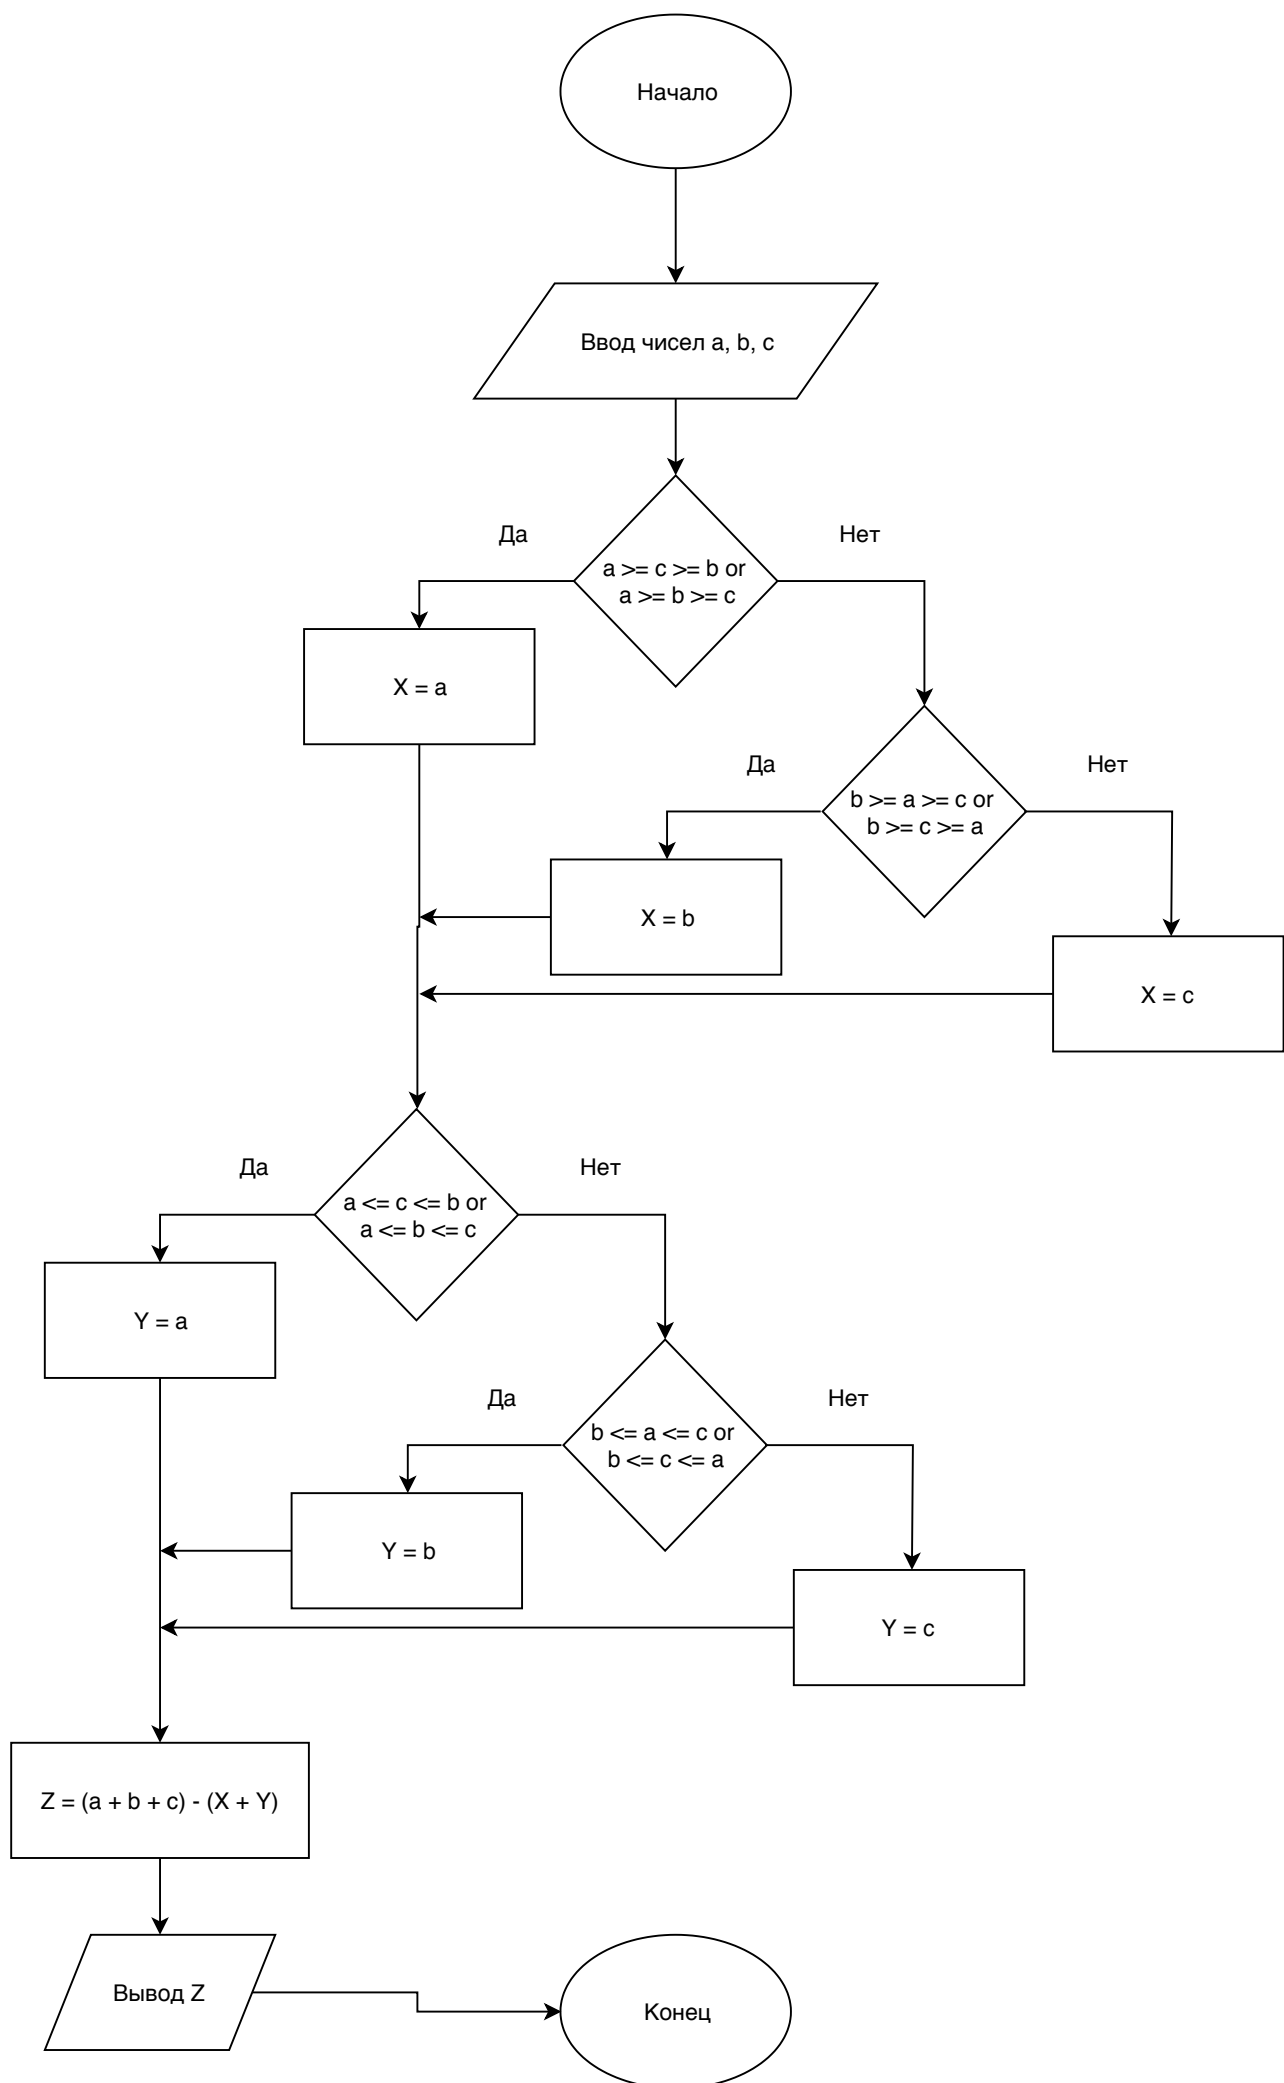 Начало
Ввод чисел a, b, c
Да
Нет
a >= c >= b or
a >= b >= c
X = a
Да
Нет
b >= a >= c or
b >= c >= a
X = b
X = c
Да
Нет
a <= c <= b or
a <= b <= c
Y = a
Да
Нет
b <= a <= c or
b <= c <= a
Y = b
Y = c
Z = (a + b + c) - (X + Y)
Вывод Z
Конец